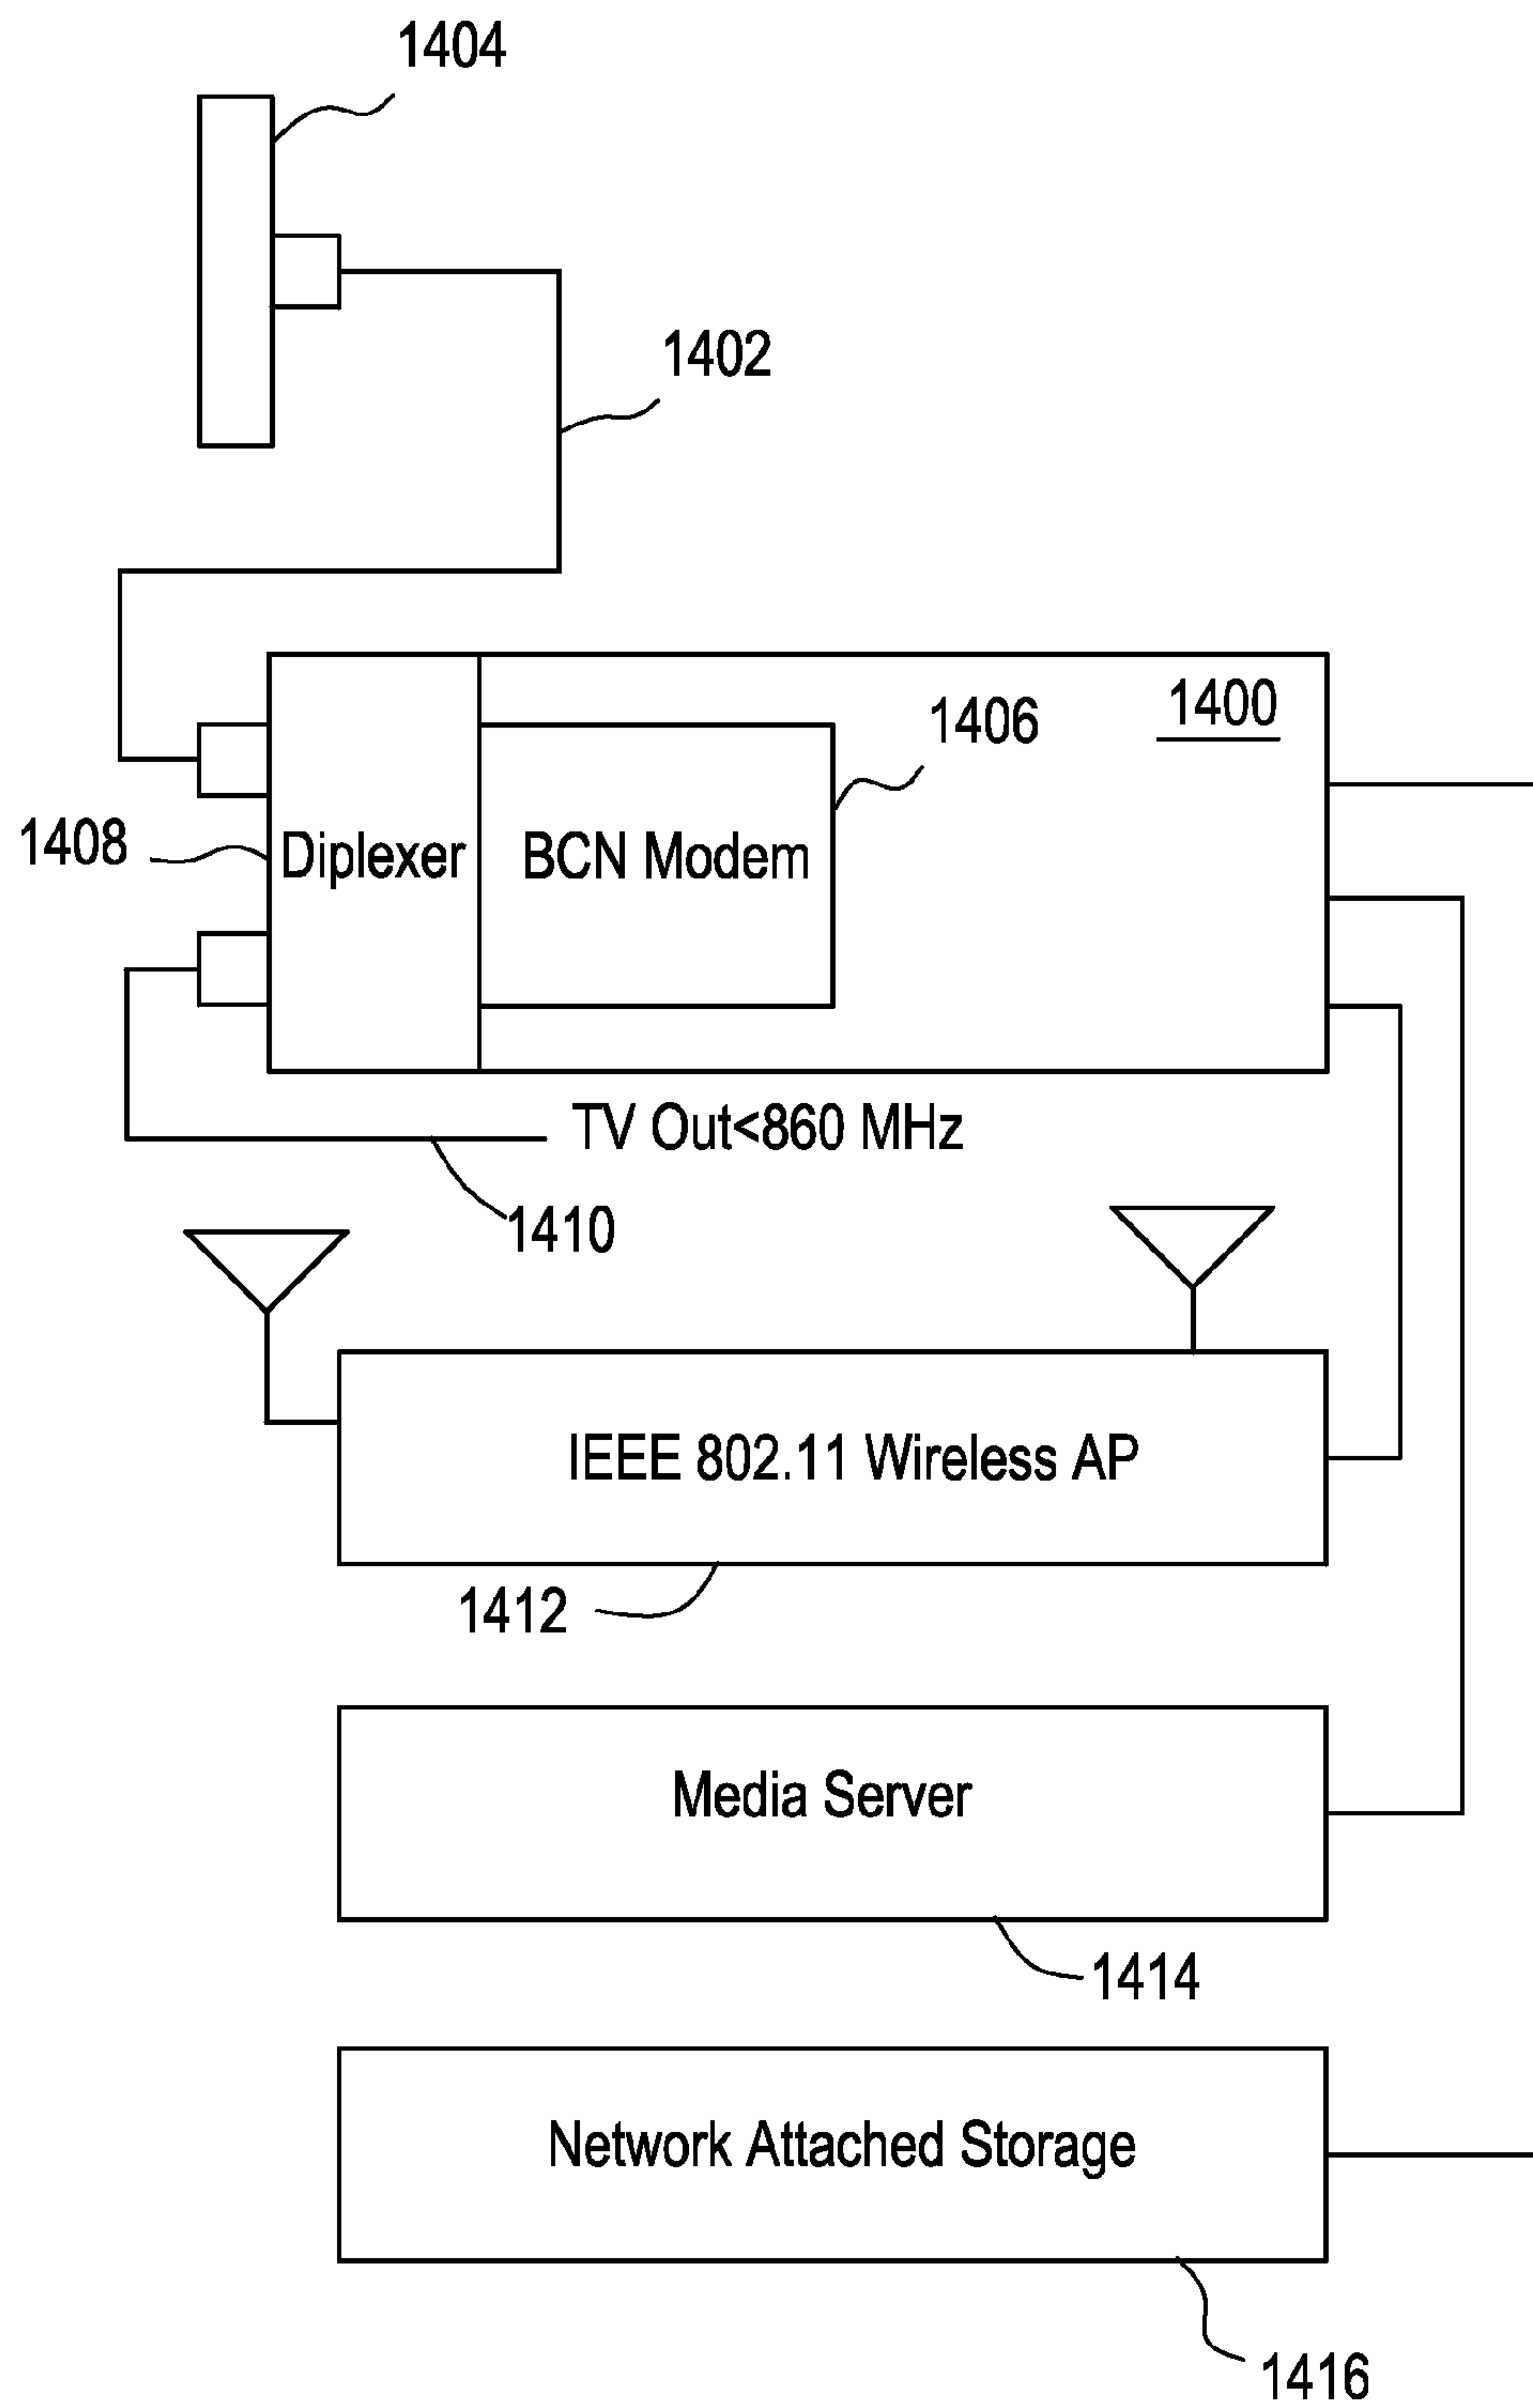 1404
1402
1400
1406
1408
Diplexer
BCN Modem
TV Out<860 MHz
1410
IEEE 802.11 Wireless AP
1412
Media Server
1414
Network Attached Storage
1416